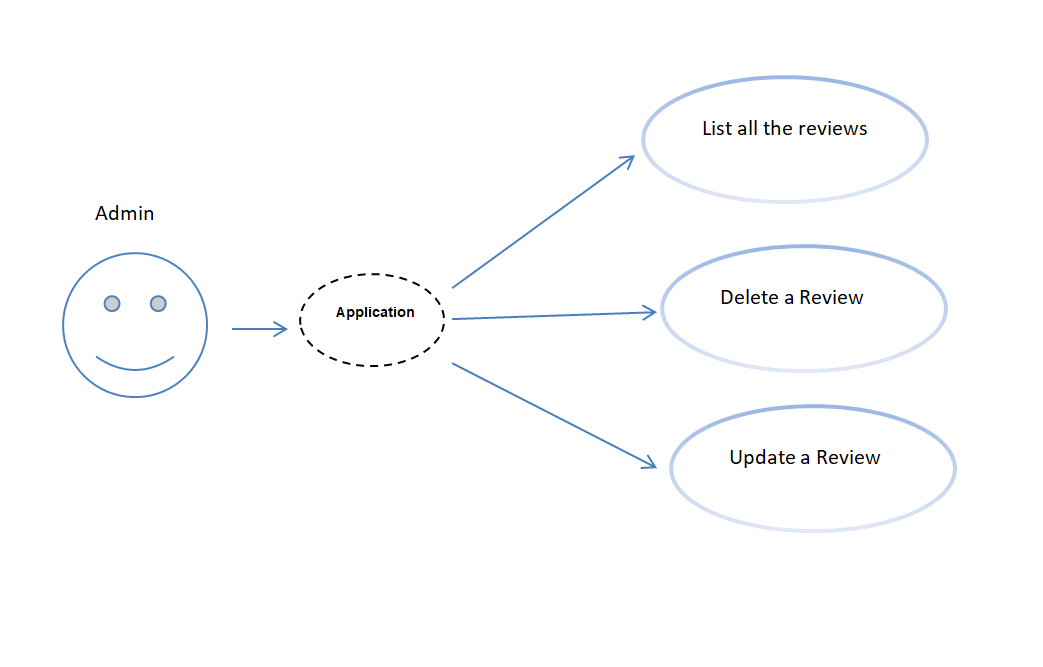 Admin
Application
List all the reviews
Delete a Review
Update a Review